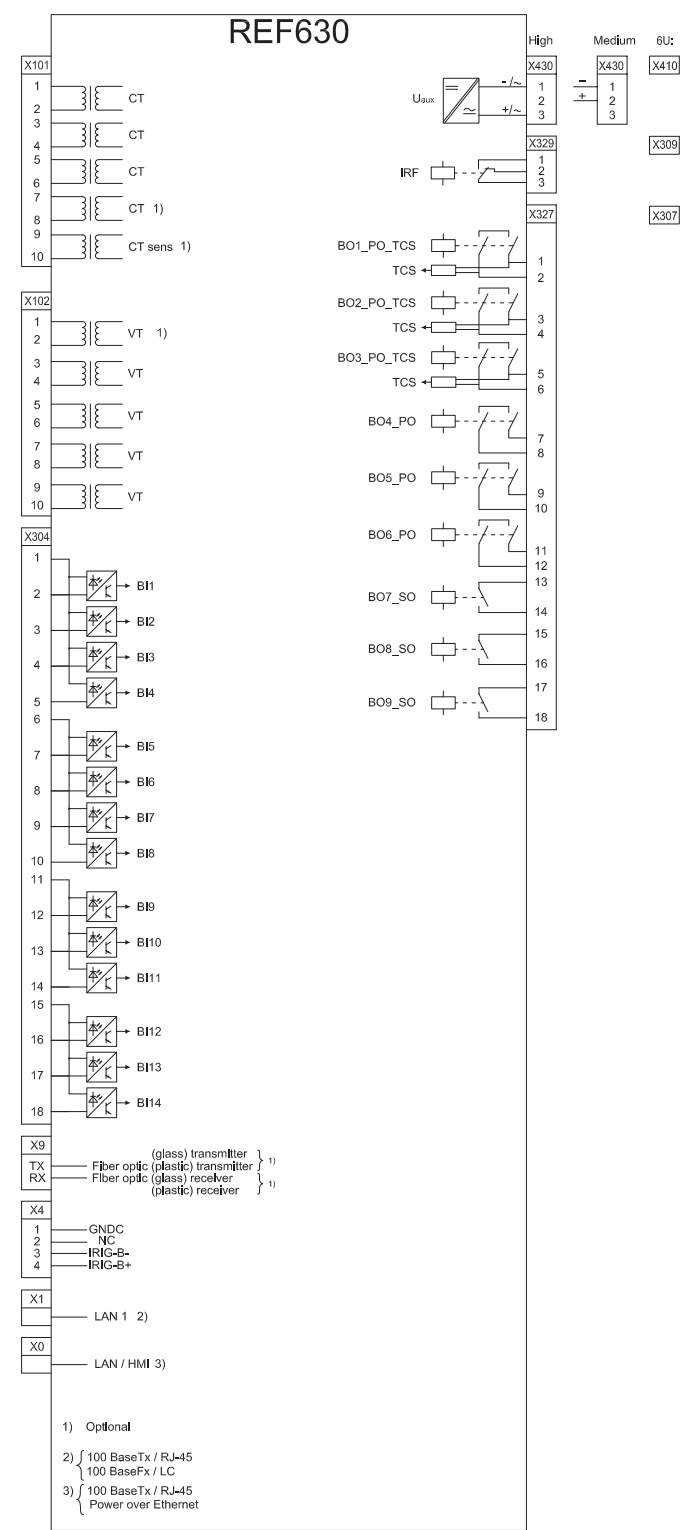 REF630
High Medium 6U:
X101
1 CT
2
3 CT
4
5 CT
6
7 CT 1)
8
9 CT sens 1)
10
X102
1 VT 1)
2
3 VT
4
5 VT
6
7 VT
8
9 VT
10
X304
1
2 BI1
3 BI2
4 BI3
5 BI4
6
7 BI5
8 BI6
9 BI7
10 BI8
11
12 BI9
13 BI10
14 BI11
15
16 BI12
17 BI13
18 BI14
X9
(glass) transmitter
TX Fiber optic (plastic) transmitter 1)
RX Fiber optic (glass) receiver 1)
(plastic) receiver
X4
1 GNDC
2 NC
3 IRIG-B-
4 IRIG-B+
X1
LAN 1 2)
X0
LAN / HMI 3)
1) Optional
2) 100 BaseTx / RJ-45
100 BaseFx / LC
3) 100 BaseTx / RJ-45
Power over Ethernet
X430 X430 X410
Uaux - /~ 1 - 1
2 + 2
+/~ 3 3
X329 X309
IRF 1
2
3
X327 X307
BO1_PO_TCS
TCS 1
2
BO2_PO_TCS
TCS 3
4
BO3_PO_TCS
TCS 5
6
BO4_PO
7
8
BO5_PO
9
10
BO6_PO
11
12
13
BO7_SO
14
15
BO8_SO
16
17
BO9_SO
18